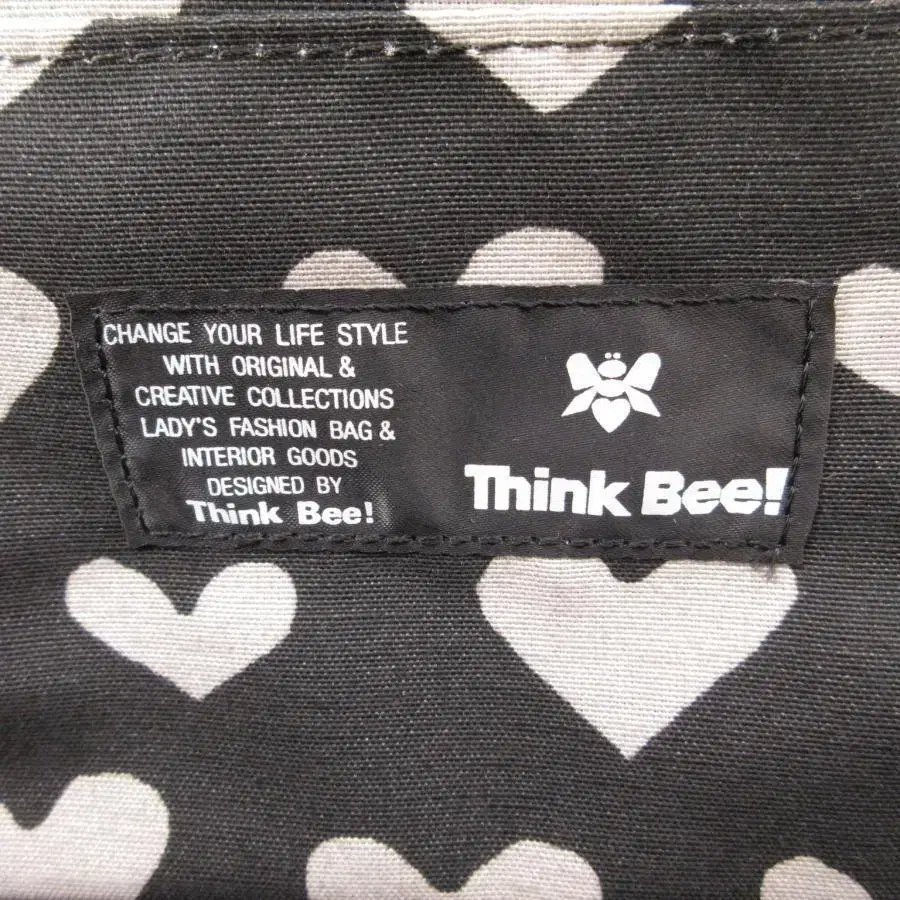 CHANGE YOUR LIFE STYLE
WITH ORIGINAL &
CREATIVE COLLECTIONS
LADY'S FASHION BAG &
INTERIOR GOODS
DESIGNED BY
Think Bee!
Think Bee!